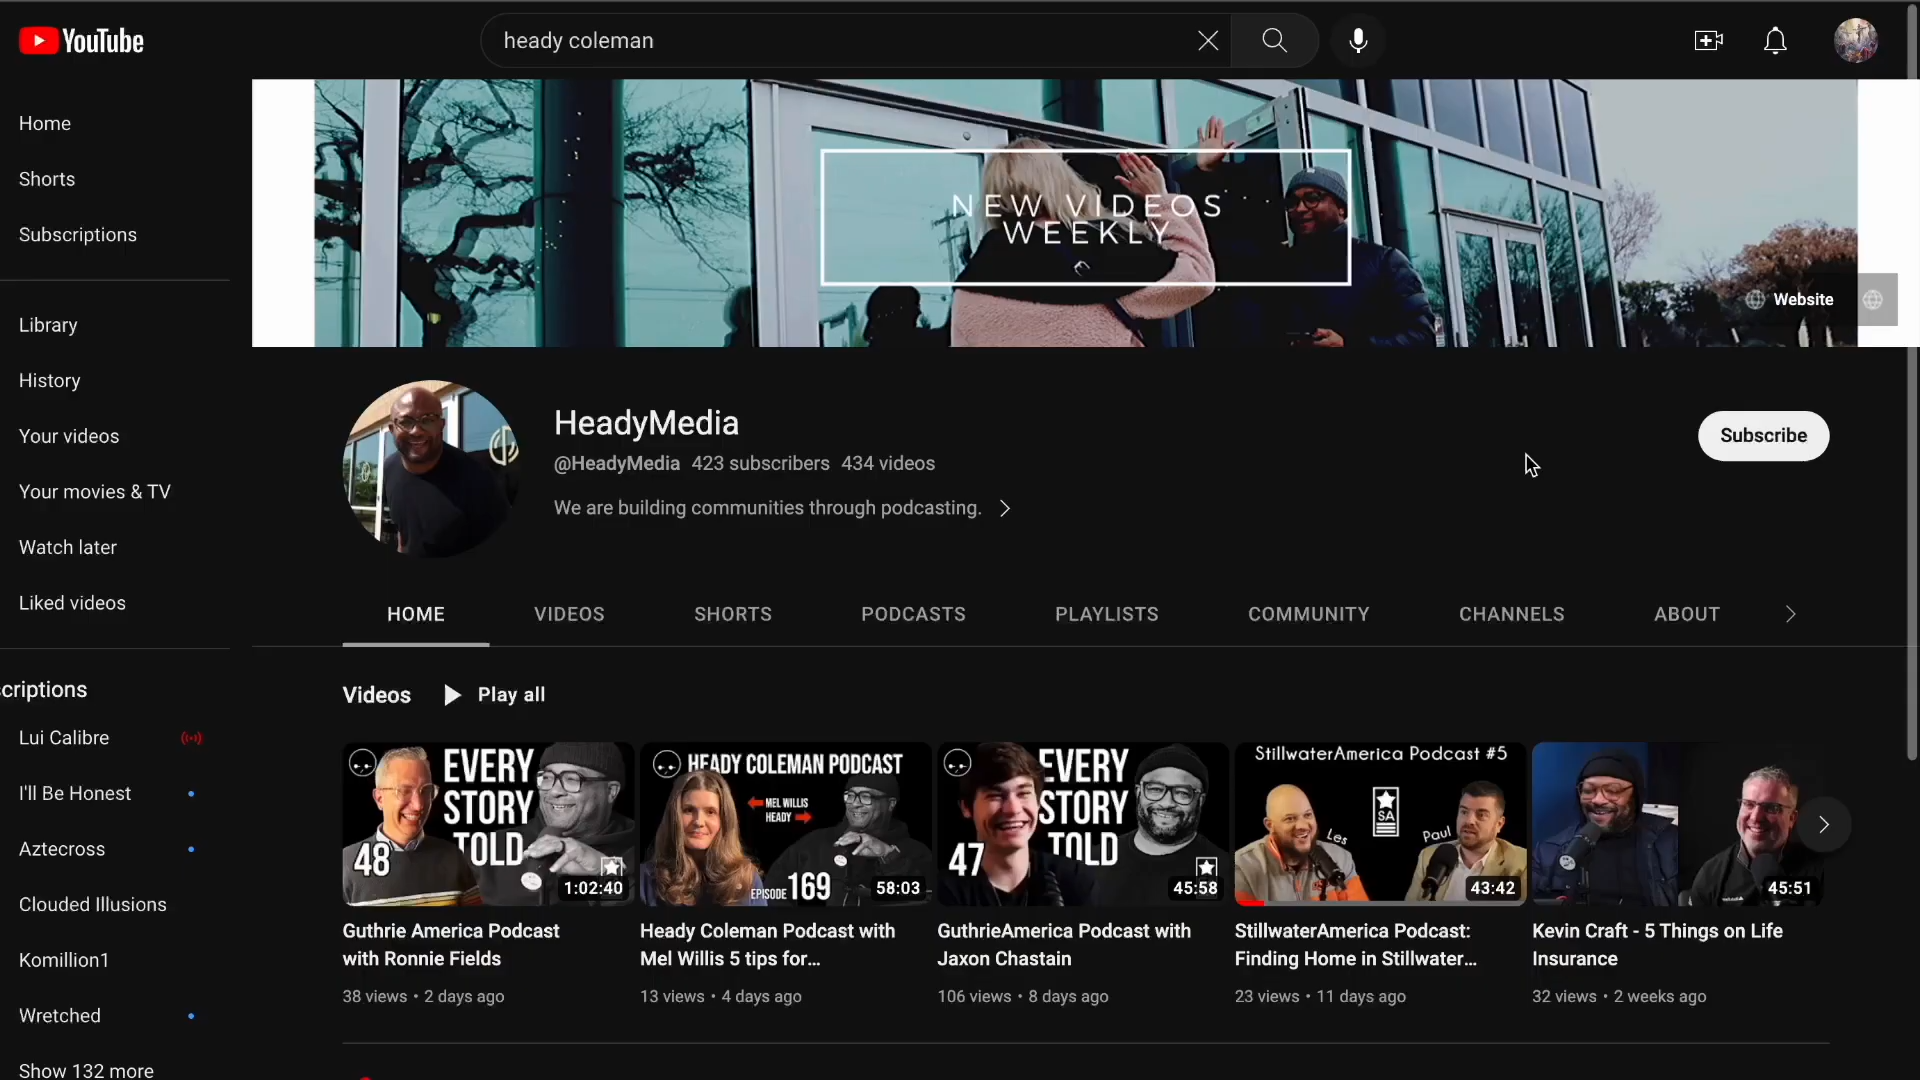 YouTube
heady coleman
Home
Shorts
Subscriptions
Library
History
Your videos
Your movies & TV
Watch later
Liked videos
criptions
Lui Calibre
I'll Be Honest
Aztecross
Clouded Illusions
Komillion1
Wretched
Show 132 more
NEW VIDEOS
WEEKLY
Website
HeadyMedia
@HeadyMedia 423 subscribers 434 videos
We are building communities through podcasting.
Subscribe
HOME VIDEOS SHORTS PODCASTS PLAYLISTS COMMUNITY CHANNELS ABOUT
Videos Play all
EVERY
STORY
TOLD
48
1:02:40
Guthrie America Podcast
with Ronnie Fields
38 views • 2 days ago
HEADY COLEMAN PODCAST
MEL WILLIS
HEADY
EPISODE 169
58:03
Heady Coleman Podcast with
Mel Willis 5 tips for...
13 views • 4 days ago
EVERY
STORY
TOLD
47
45:58
GuthrieAmerica Podcast with
Jaxon Chastain
106 views • 8 days ago
StillwaterAmerica Podcast #5
SA
Les
Paul
43:42
StillwaterAmerica Podcast:
Finding Home in Stillwater...
23 views • 11 days ago
45:51
Kevin Craft - 5 Things on Life
Insurance
32 views • 2 weeks ago